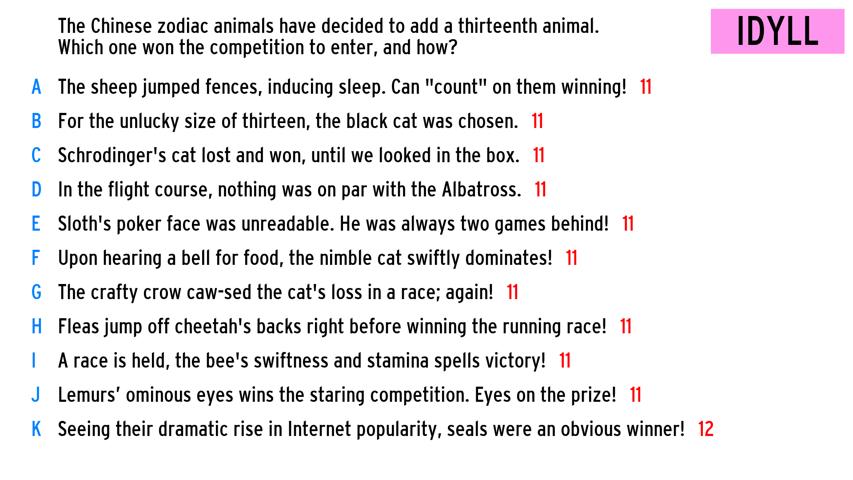 The Chinese zodiac animals have decided to add a thirteenth animal.
Which one won the competition to enter, and how?
IDYLL
A The sheep jumped fences, inducing sleep. Can "count" on them winning! 11
B For the unlucky size of thirteen, the black cat was chosen. 11
C Schrodinger's cat lost and won, until we looked in the box. 11
D In the flight course, nothing was on par with the Albatross. 11
E Sloth's poker face was unreadable. He was always two games behind! 11
F Upon hearing a bell for food, the nimble cat swiftly dominates! 11
G The crafty crow caw-sed the cat's loss in a race; again! 11
H Fleas jump off cheetah's backs right before winning the running race! 11
I A race is held, the bee's swiftness and stamina spells victory! 11
J Lemurs’ ominous eyes wins the staring competition. Eyes on the prize! 11
K Seeing their dramatic rise in Internet popularity, seals were an obvious winner! 12